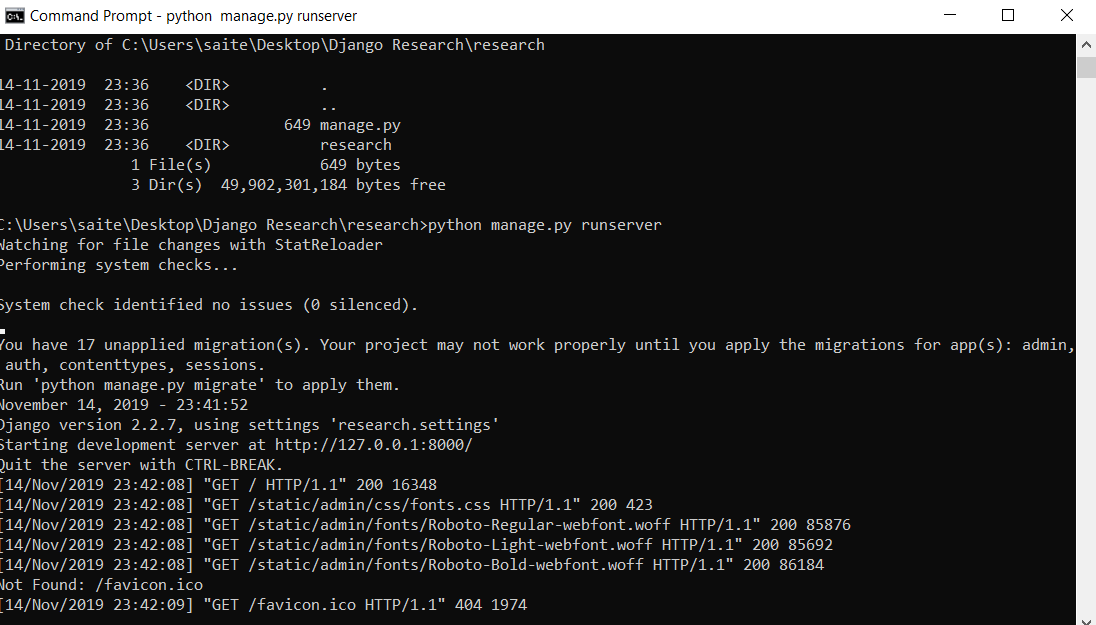 Command Prompt - python  manage.py runserver
 Directory of C:\Users\saite\Desktop\Django Research\research
14-11-2019  23:36    <DIR>          .
14-11-2019  23:36    <DIR>          ..
14-11-2019  23:36               649 manage.py
14-11-2019  23:36    <DIR>          research
               1 File(s)            649 bytes
               3 Dir(s)  49,902,301,184 bytes free
C:\Users\saite\Desktop\Django Research\research>python manage.py runserver
Watching for file changes with StatReloader
Performing system checks...
System check identified no issues (0 silenced).
You have 17 unapplied migration(s). Your project may not work properly until you apply the migrations for app(s): admin,
 auth, contenttypes, sessions.
Run 'python manage.py migrate' to apply them.
November 14, 2019 - 23:41:52
Django version 2.2.7, using settings 'research.settings'
Starting development server at http://127.0.0.1:8000/
Quit the server with CTRL-BREAK.
[14/Nov/2019 23:42:08] "GET / HTTP/1.1" 200 16348
[14/Nov/2019 23:42:08] "GET /static/admin/css/fonts.css HTTP/1.1" 200 423
[14/Nov/2019 23:42:08] "GET /static/admin/fonts/Roboto-Regular-webfont.woff HTTP/1.1" 200 85876
[14/Nov/2019 23:42:08] "GET /static/admin/fonts/Roboto-Light-webfont.woff HTTP/1.1" 200 85692
[14/Nov/2019 23:42:08] "GET /static/admin/fonts/Roboto-Bold-webfont.woff HTTP/1.1" 200 86184
Not Found: /favicon.ico
[14/Nov/2019 23:42:09] "GET /favicon.ico HTTP/1.1" 404 1974